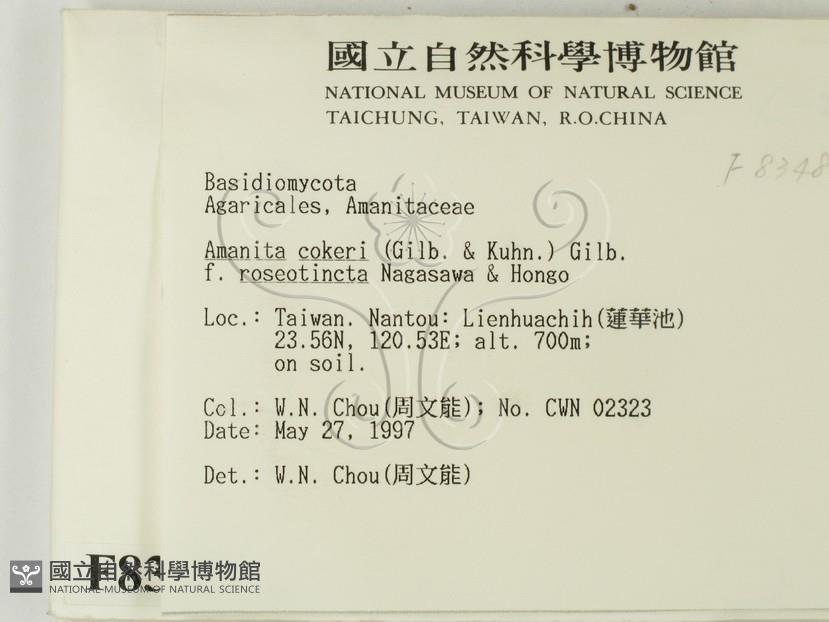 國立自然科學博物館
NATIONAL MUSEUM OF NATURAL SCIENCE
TAICHUNG, TAIWAN, R.O.CHINA
F 8348
Basidiomycota
Agaricales, Amanitaceae
Amanita cokeri (Gilb. & Kuhn.) Gilb.
f. roseotincta Nagasawa & Hongo
Loc.: Taiwan. Nantou: Lienhuachih(蓮華池)
23.56N, 120.53E; alt. 700m;
on soil.
Col.: W.N. Chou(周文能); No. CWN 02323
Date: May 27, 1997
Det.: W.N. Chou(周文能)
F83
國立自然科學博物館
NATIONAL MUSEUM OF NATURAL SCIENCE